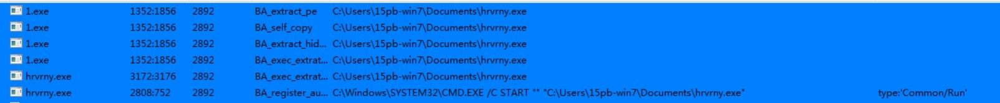 1.exe 1352:1856 2892 BA_extract_pe C:\Users\15pb-win7\Documents\hrvrny.exe
1.exe 1352:1856 2892 BA_self_copy C:\Users\15pb-win7\Documents\hrvrny.exe
1.exe 1352:1856 2892 BA_extract_hid... C:\Users\15pb-win7\Documents\hrvrny.exe
1.exe 1352:1856 2892 BA_exec_extrat... C:\Users\15pb-win7\Documents\hrvrny.exe
hrvrny.exe 3172:3176 2892 BA_exec_extrat... C:\Users\15pb-win7\Documents\hrvrny.exe
hrvrny.exe 2808:752 2892 BA_register_au... C:\Windows\SYSTEM32\CMD.EXE /C START "" "C:\Users\15pb-win7\Documents\hrvrny.exe" type:'Common/Run'